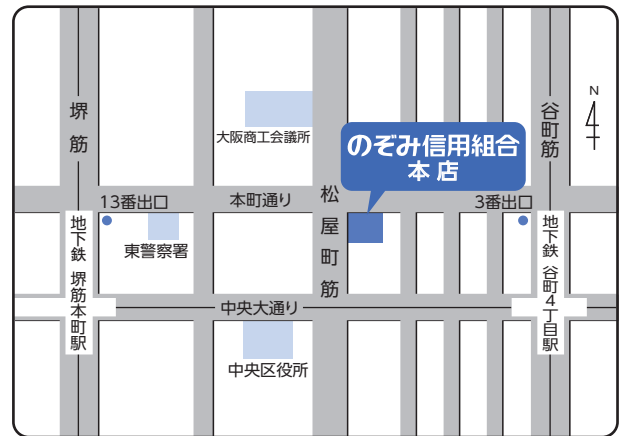 N
堺筋
谷町筋
大阪商工会議所
のぞみ信用組合
本店
13番出口
本町通り
松屋町筋
3番出口
地下鉄 堺筋本町駅
東警察署
地下鉄 谷町4丁目駅
中央大通り
中央区役所